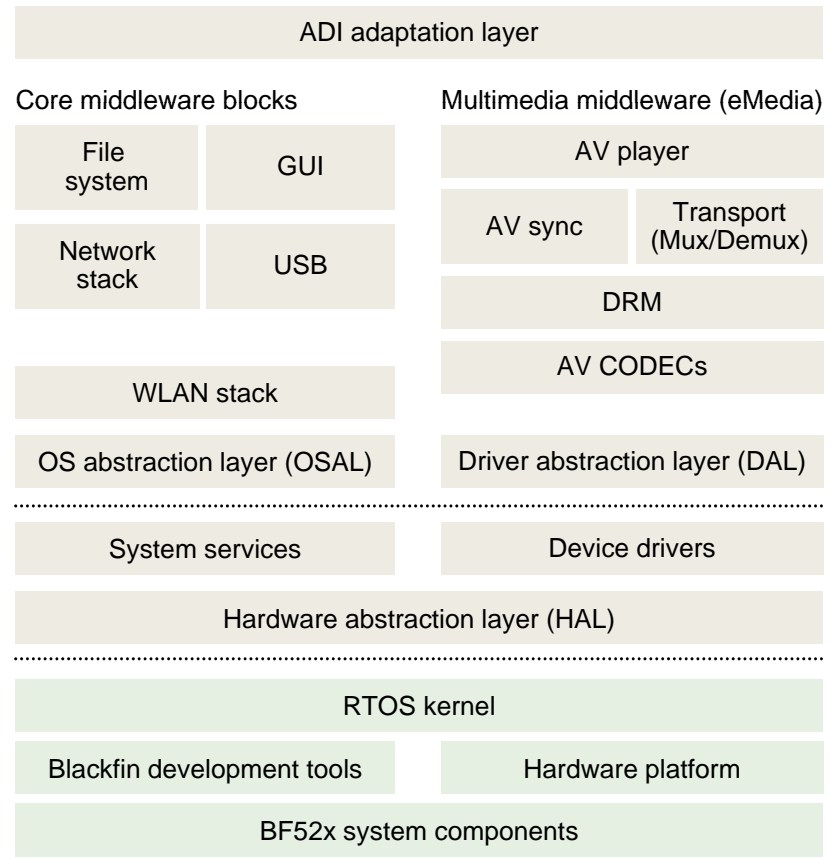 ADI adaptation layer
Core middleware blocks
File
system
GUI
Network
stack
USB
WLAN stack
OS abstraction layer (OSAL)
Multimedia middleware (eMedia)
AV player
AV sync
Transport
(Mux/Demux)
DRM
AV CODECs
Driver abstraction layer (DAL)
System services
Device drivers
Hardware abstraction layer (HAL)
RTOS kernel
Blackfin development tools
Hardware platform
BF52x system components